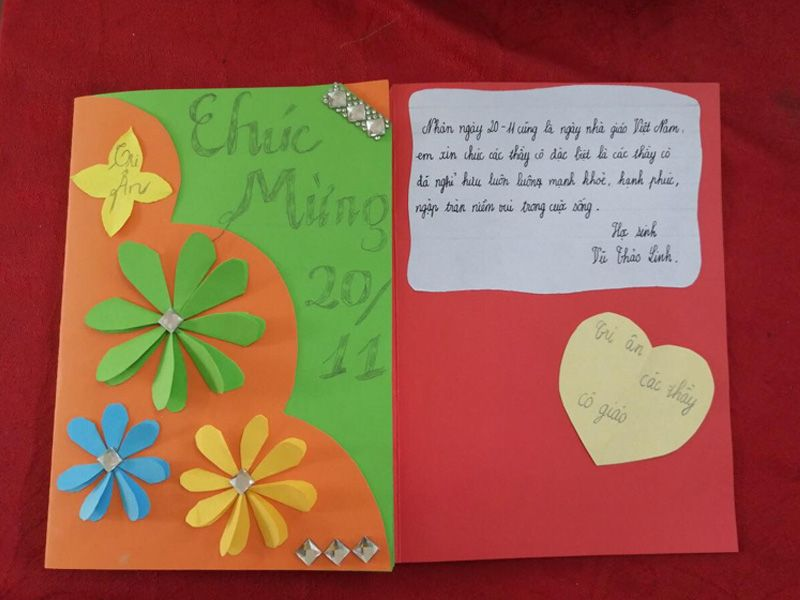 Tri
Ân
Chúc
Mừng
20/
11
Nhân ngày 20-11 cũng là ngày nhà giáo Việt Nam,
em xin chúc các thầy cô đặc biệt là các thầy cô
đã nghỉ hưu luôn luông mạnh khoẻ, hạnh phúc,
ngập tràn niềm vui trong cuộc sống.
Học sinh
Vũ Thảo Linh.
Tri ân
các thầy
cô giáo